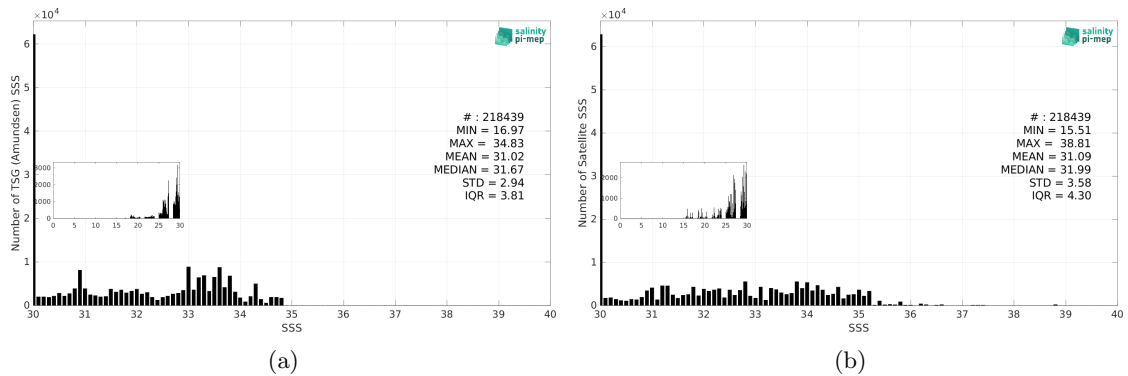 ×10⁴
6
5
4
3
2
1
0
30 31 32 33 34 35 36 37 38 39 40
SSS
Number of TSG (Amundsen) SSS
salinity
pi-mep
# : 218439
MIN = 16.97
MAX = 34.83
MEAN = 31.02
MEDIAN = 31.67
STD = 2.94
IQR = 3.81
3000
2000
1000
0
0 5 10 15 20 25 30
(a)
×10⁴
6
5
4
3
2
1
0
30 31 32 33 34 35 36 37 38 39 40
SSS
Number of Satellite SSS
salinity
pi-mep
# : 218439
MIN = 15.51
MAX = 38.81
MEAN = 31.09
MEDIAN = 31.99
STD = 3.58
IQR = 4.30
2000
1000
0
0 5 10 15 20 25 30
(b)